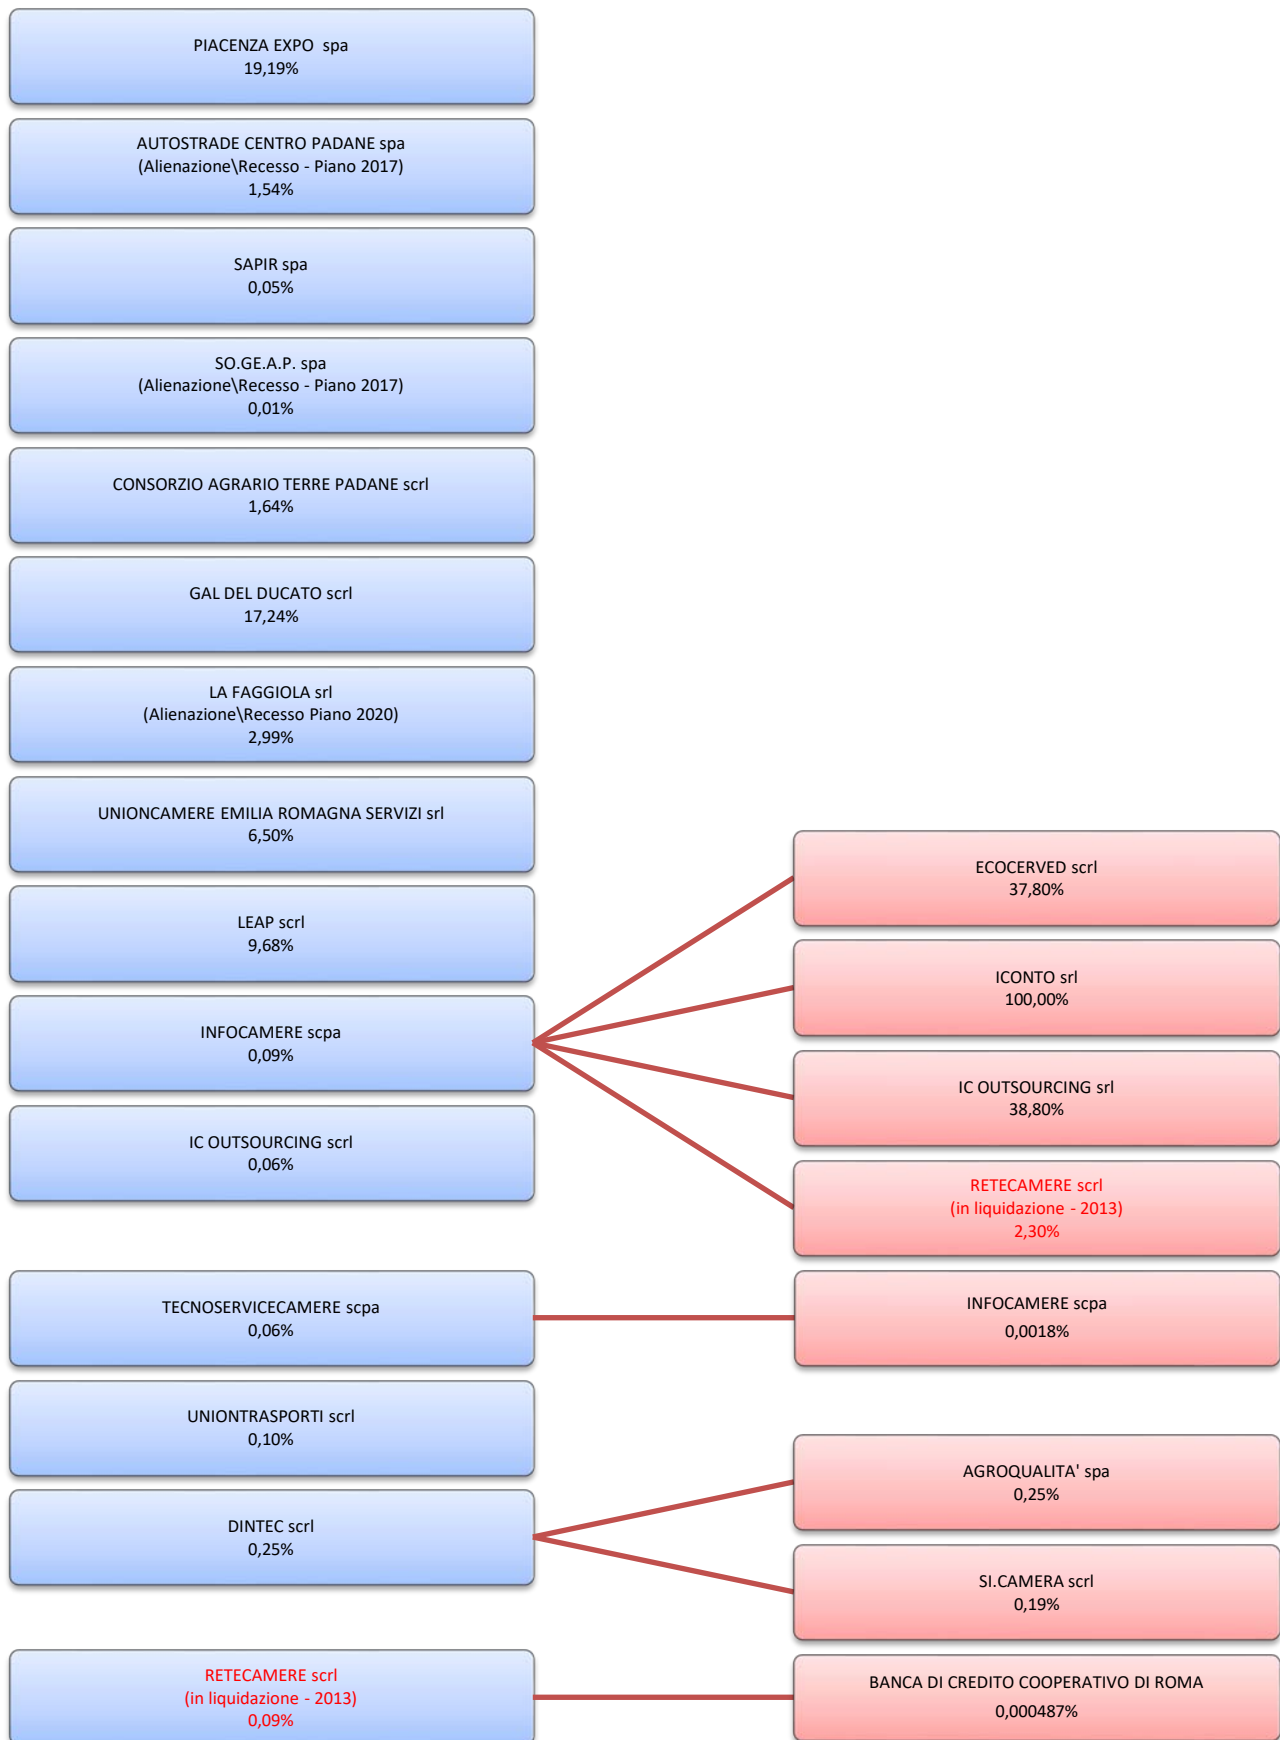 PIACENZA EXPO  spa
19,19%
AUTOSTRADE CENTRO PADANE spa
(Alienazione\Recesso - Piano 2017)
1,54%
SAPIR spa
0,05%
SO.GE.A.P. spa
(Alienazione\Recesso - Piano 2017)
0,01%
CONSORZIO AGRARIO TERRE PADANE scrl
1,64%
GAL DEL DUCATO scrl
17,24%
LA FAGGIOLA srl
(Alienazione\Recesso Piano 2020)
2,99%
UNIONCAMERE EMILIA ROMAGNA SERVIZI srl
6,50%
LEAP scrl
9,68%
INFOCAMERE scpa
0,09%
IC OUTSOURCING scrl
0,06%
ECOCERVED scrl
37,80%
ICONTO srl
100,00%
IC OUTSOURCING srl
38,80%
RETECAMERE scrl
(in liquidazione - 2013)
2,30%
TECNOSERVICECAMERE scpa
0,06%
INFOCAMERE scpa
0,0018%
UNIONTRASPORTI scrl
0,10%
DINTEC scrl
0,25%
AGROQUALITA' spa
0,25%
SI.CAMERA scrl
0,19%
RETECAMERE scrl
(in liquidazione - 2013)
0,09%
BANCA DI CREDITO COOPERATIVO DI ROMA
0,000487%